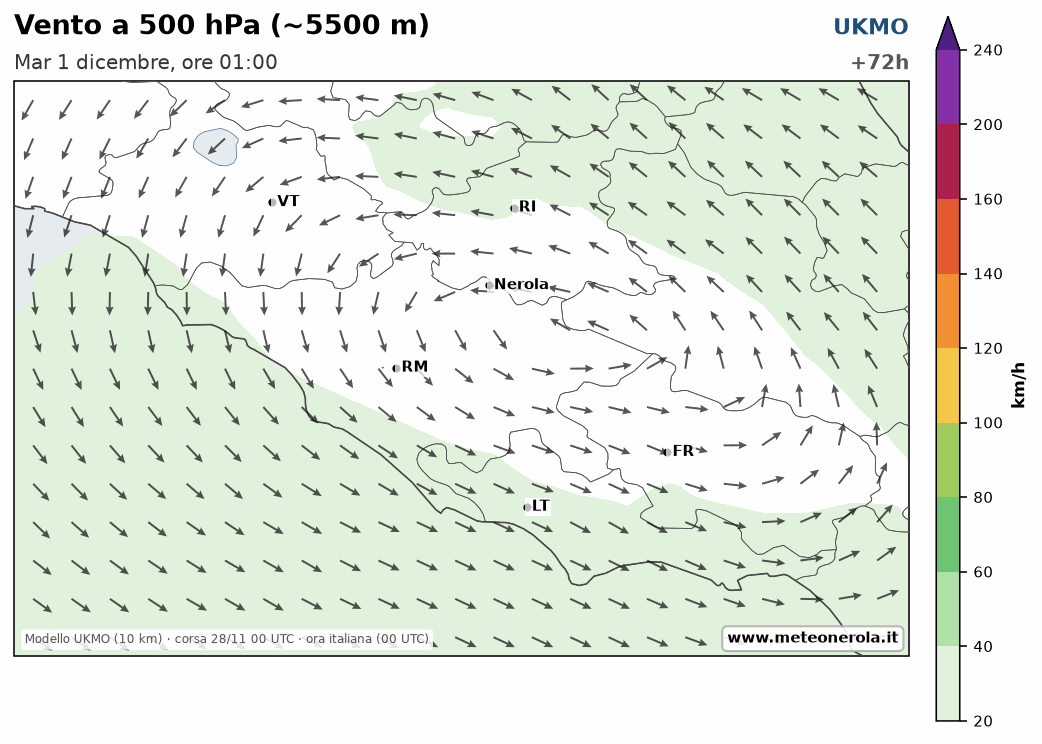 Vento a 500 hPa (~5500 m)
UKMO
Mar 1 dicembre, ore 01:00
+72h
240
200
160
140
120
100
80
60
40
20
km/h
VT
RI
Nerola
RM
FR
LT
Modello UKMO (10 km) · corsa 28/11 00 UTC · ora italiana (00 UTC)
www.meteonerola.it